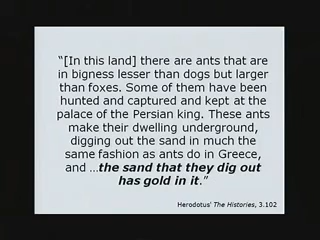 “[In this land] there are ants that are
in bigness lesser than dogs but larger
than foxes. Some of them have been
hunted and captured and kept at the
palace of the Persian king. These ants
make their dwelling underground,
digging out the sand in much the
same fashion as ants do in Greece,
and …the sand that they dig out
has gold in it.”
Herodotus' The Histories, 3.102